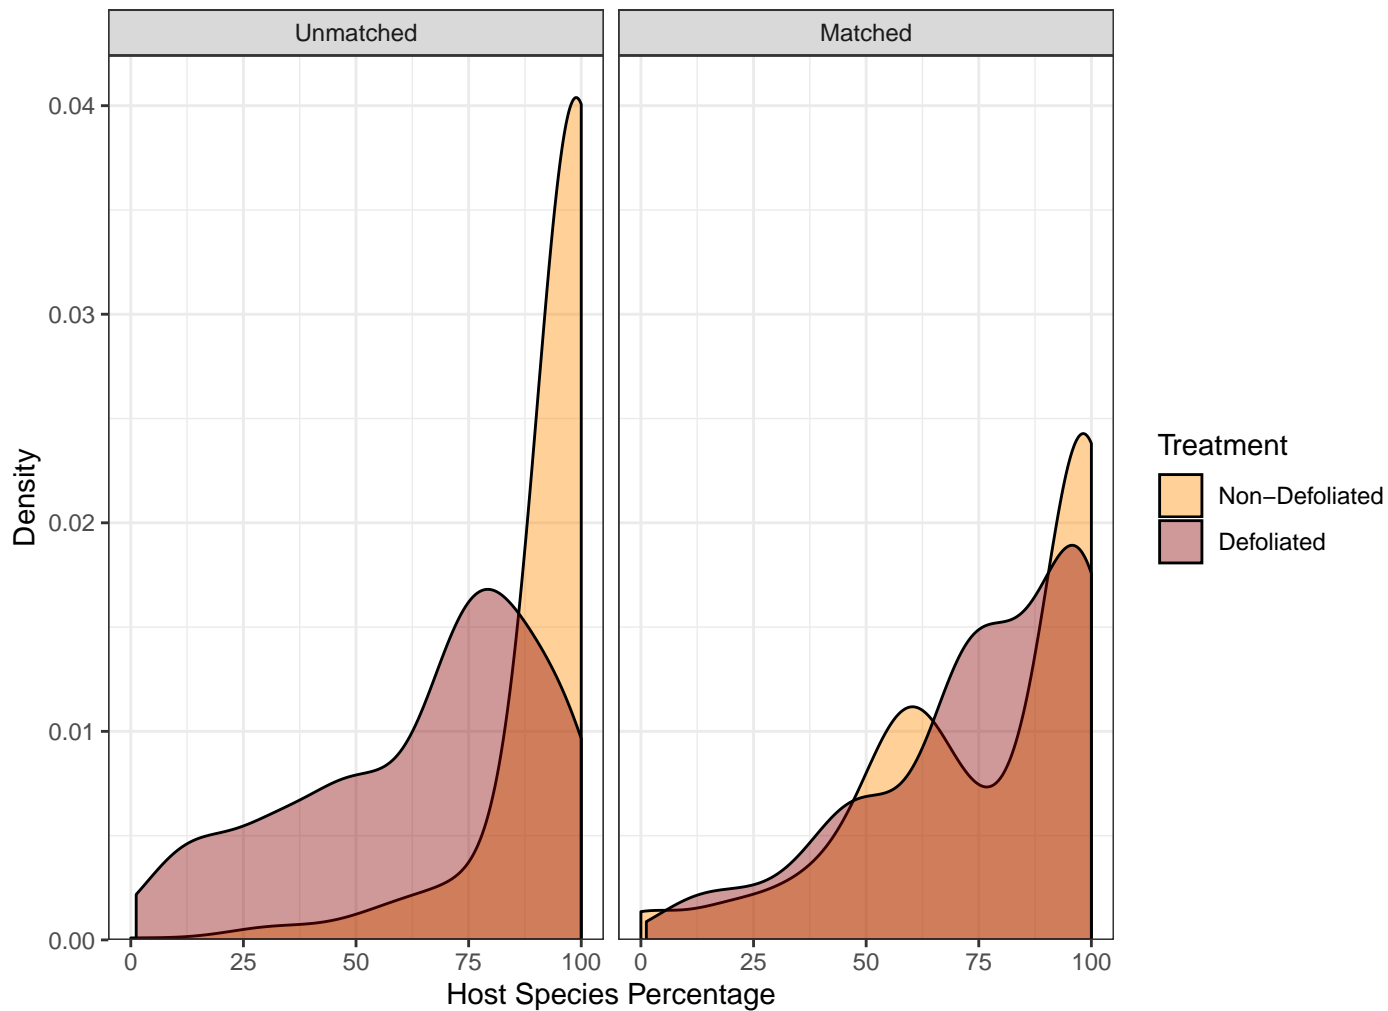 Unmatched
Matched
Density
0.04
0.03
0.02
0.01
0.00
0 25 50 75 100
0 25 50 75 100
Host Species Percentage
Treatment
Non−Defoliated
Defoliated